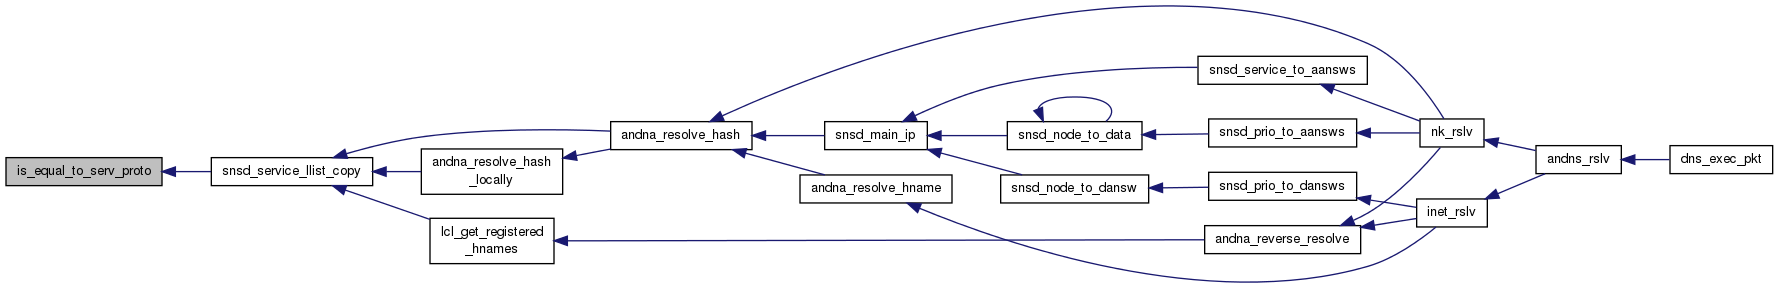 is_equal_to_serv_proto
snsd_service_llist_copy
andna_resolve_hash
andna_resolve_hash
_locally
lcl_get_registered
_hnames
snsd_main_ip
andna_resolve_hname
snsd_service_to_aansws
snsd_node_to_data
snsd_prio_to_aansws
snsd_node_to_dansw
snsd_prio_to_dansws
andna_reverse_resolve
nk_rslv
inet_rslv
andns_rslv
dns_exec_pkt